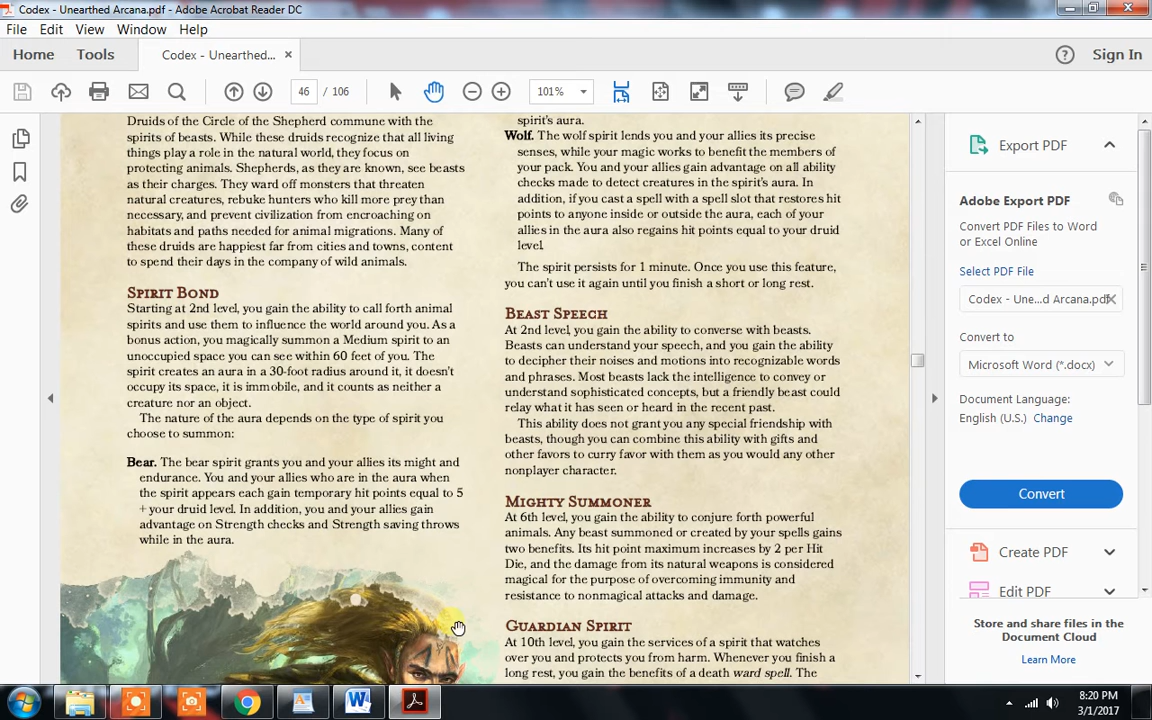 Codex - Unearthed Arcana.pdf - Adobe Acrobat Reader DC
File Edit View Window Help
Home Tools Codex - Unearthed... ×
Sign In
46 / 106
101%
Druids of the Circle of the Shepherd commune with the
spirits of beasts. While these druids recognize that all living
things play a role in the natural world, they focus on
protecting animals. Shepherds, as they are known, see beasts
as their charges. They ward off monsters that threaten
natural creatures, rebuke hunters who kill more prey than
necessary, and prevent civilization from encroaching on
habitats and paths needed for animal migrations. Many of
these druids are happiest far from cities and towns, content
to spend their days in the company of wild animals.
Spirit Bond
Starting at 2nd level, you gain the ability to call forth animal
spirits and use them to influence the world around you. As a
bonus action, you magically summon a Medium spirit to an
unoccupied space you can see within 60 feet of you. The
spirit creates an aura in a 30-foot radius around it, it doesn't
occupy its space, it is immobile, and it counts as neither a
creature nor an object.
The nature of the aura depends on the type of spirit you
choose to summon:
Bear. The bear spirit grants you and your allies its might and
endurance. You and your allies who are in the aura when
the spirit appears each gain temporary hit points equal to 5
+ your druid level. In addition, you and your allies gain
advantage on Strength checks and Strength saving throws
while in the aura.
spirit's aura.
Wolf. The wolf spirit lends you and your allies its precise
senses, while your magic works to benefit the members of
your pack. You and your allies gain advantage on all ability
checks made to detect creatures in the spirit's aura. In
addition, if you cast a spell with a spell slot that restores hit
points to anyone inside or outside the aura, each of your
allies in the aura also regains hit points equal to your druid
level.
The spirit persists for 1 minute. Once you use this feature,
you can't use it again until you finish a short or long rest.
Beast Speech
At 2nd level, you gain the ability to converse with beasts.
Beasts can understand your speech, and you gain the ability
to decipher their noises and motions into recognizable words
and phrases. Most beasts lack the intelligence to convey or
understand sophisticated concepts, but a friendly beast could
relay what it has seen or heard in the recent past.
This ability does not grant you any special friendship with
beasts, though you can combine this ability with gifts and
other favors to curry favor with them as you would any other
nonplayer character.
Mighty Summoner
At 6th level, you gain the ability to conjure forth powerful
animals. Any beast summoned or created by your spells gains
two benefits. Its hit point maximum increases by 2 per Hit
Die, and the damage from its natural weapons is considered
magical for the purpose of overcoming immunity and
resistance to nonmagical attacks and damage.
Guardian Spirit
At 10th level, you gain the services of a spirit that watches
over you and protects you from harm. Whenever you finish a
long rest, you gain the benefits of a death ward spell. The
Export PDF
Adobe Export PDF
Convert PDF Files to Word
or Excel Online
Select PDF File
Codex - Une...d Arcana.pdf
Convert to
Microsoft Word (*.docx)
Document Language:
English (U.S.) Change
Convert
Create PDF
Edit PDF
Store and share files in the
Document Cloud
Learn More
8:20 PM
3/1/2017